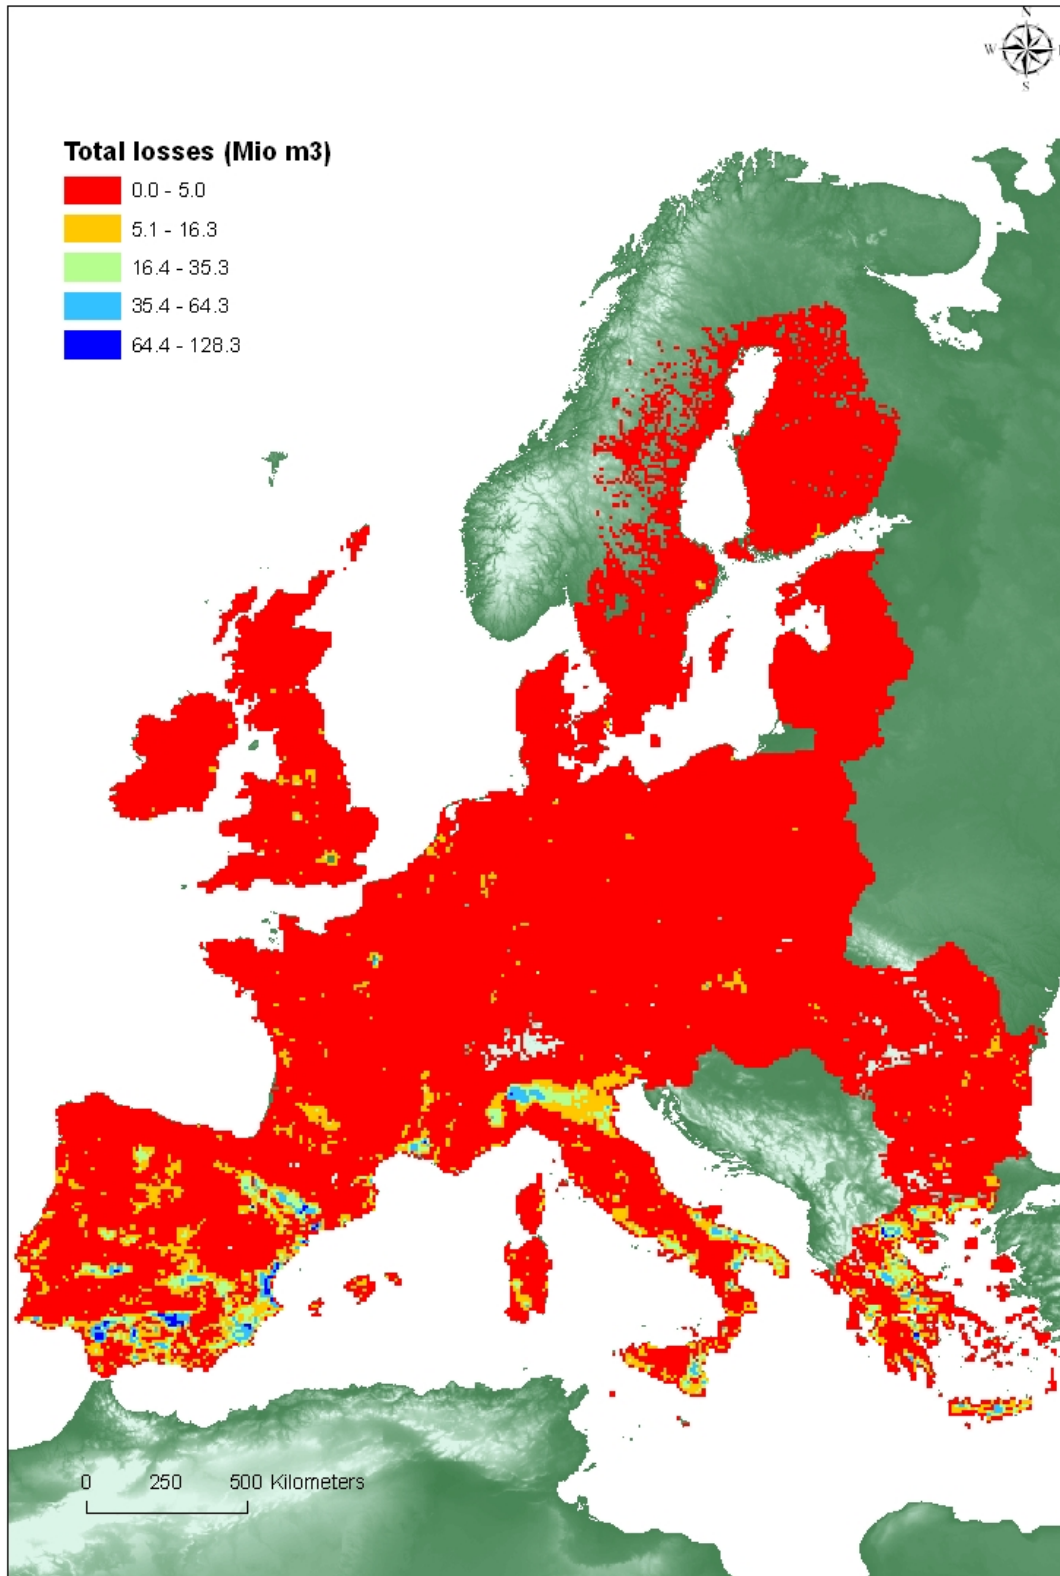 N
W
S
Total losses (Mio m3)
0.0 - 5.0
5.1 - 16.3
16.4 - 35.3
35.4 - 64.3
64.4 - 128.3
0 250 500 Kilometers